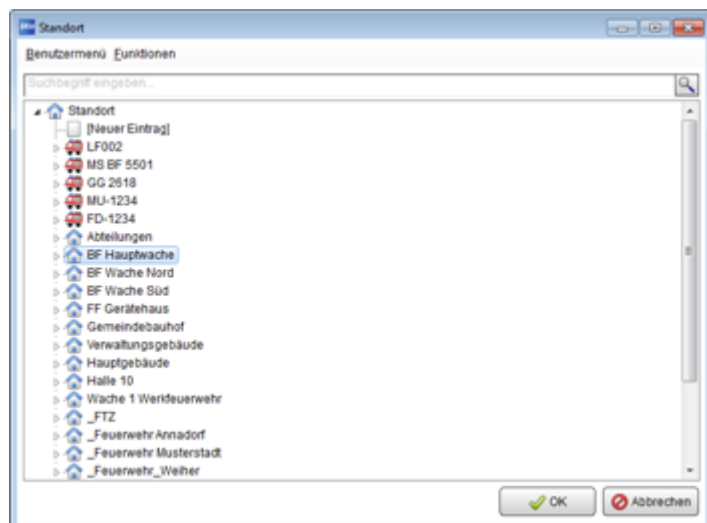 Standort
Benutzermenü Funktionen
Suchbegriff eingeben...
Standort
[Neuer Eintrag]
LF002
MS BF 5501
GG 2618
MU-1234
FD-1234
Abteilungen
BF Hauptwache
BF Wache Nord
BF Wache Süd
FF Gerätehaus
Gemeindebauhof
Verwaltungsgebäude
Hauptgebäude
Halle 10
Wache 1 Werkfeuerwehr
_FTZ
_Feuerwehr Annadorf
_Feuerwehr Musterstadt
_Feuerwehr_Weiher
OK Abbrechen